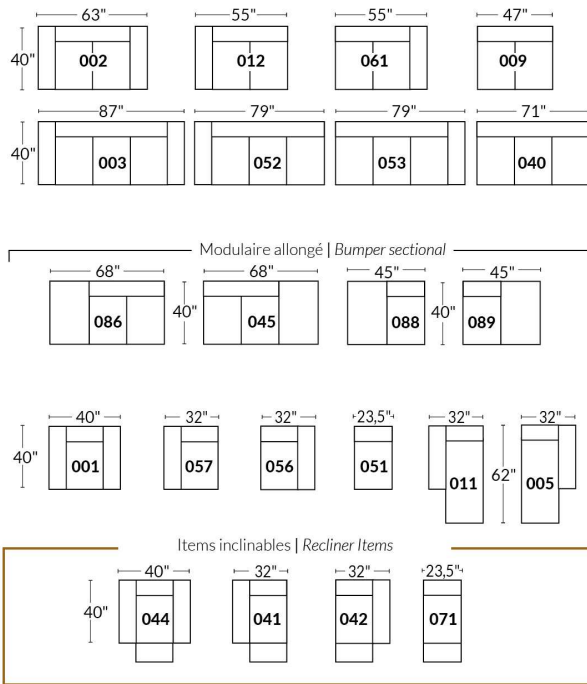 63" 55" 55" 47"
40" 002 012 061 009
87" 79" 79" 71"
40" 003 052 053 040
Modulaire allongé | Bumper sectional
68" 68" 45" 45"
086 40" 045 088 40" 089
40" 32" 32" 23,5" 32" 32"
40" 001 057 056 051 011 62" 005
Items inclinables | Recliner Items
40" 32" 32" 23,5"
40" 044 041 042 071